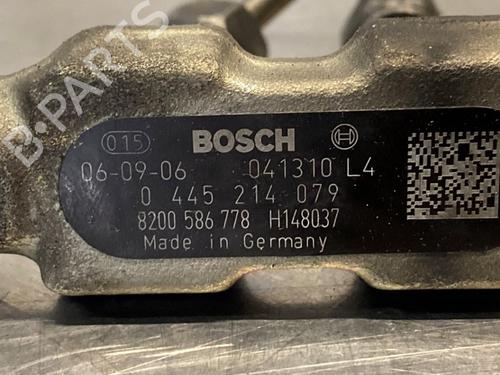 B-PARTS
015 BOSCH
06-09-06 041310 L4
0 445 214 079
8200 586 778 H148037
Made in Germany